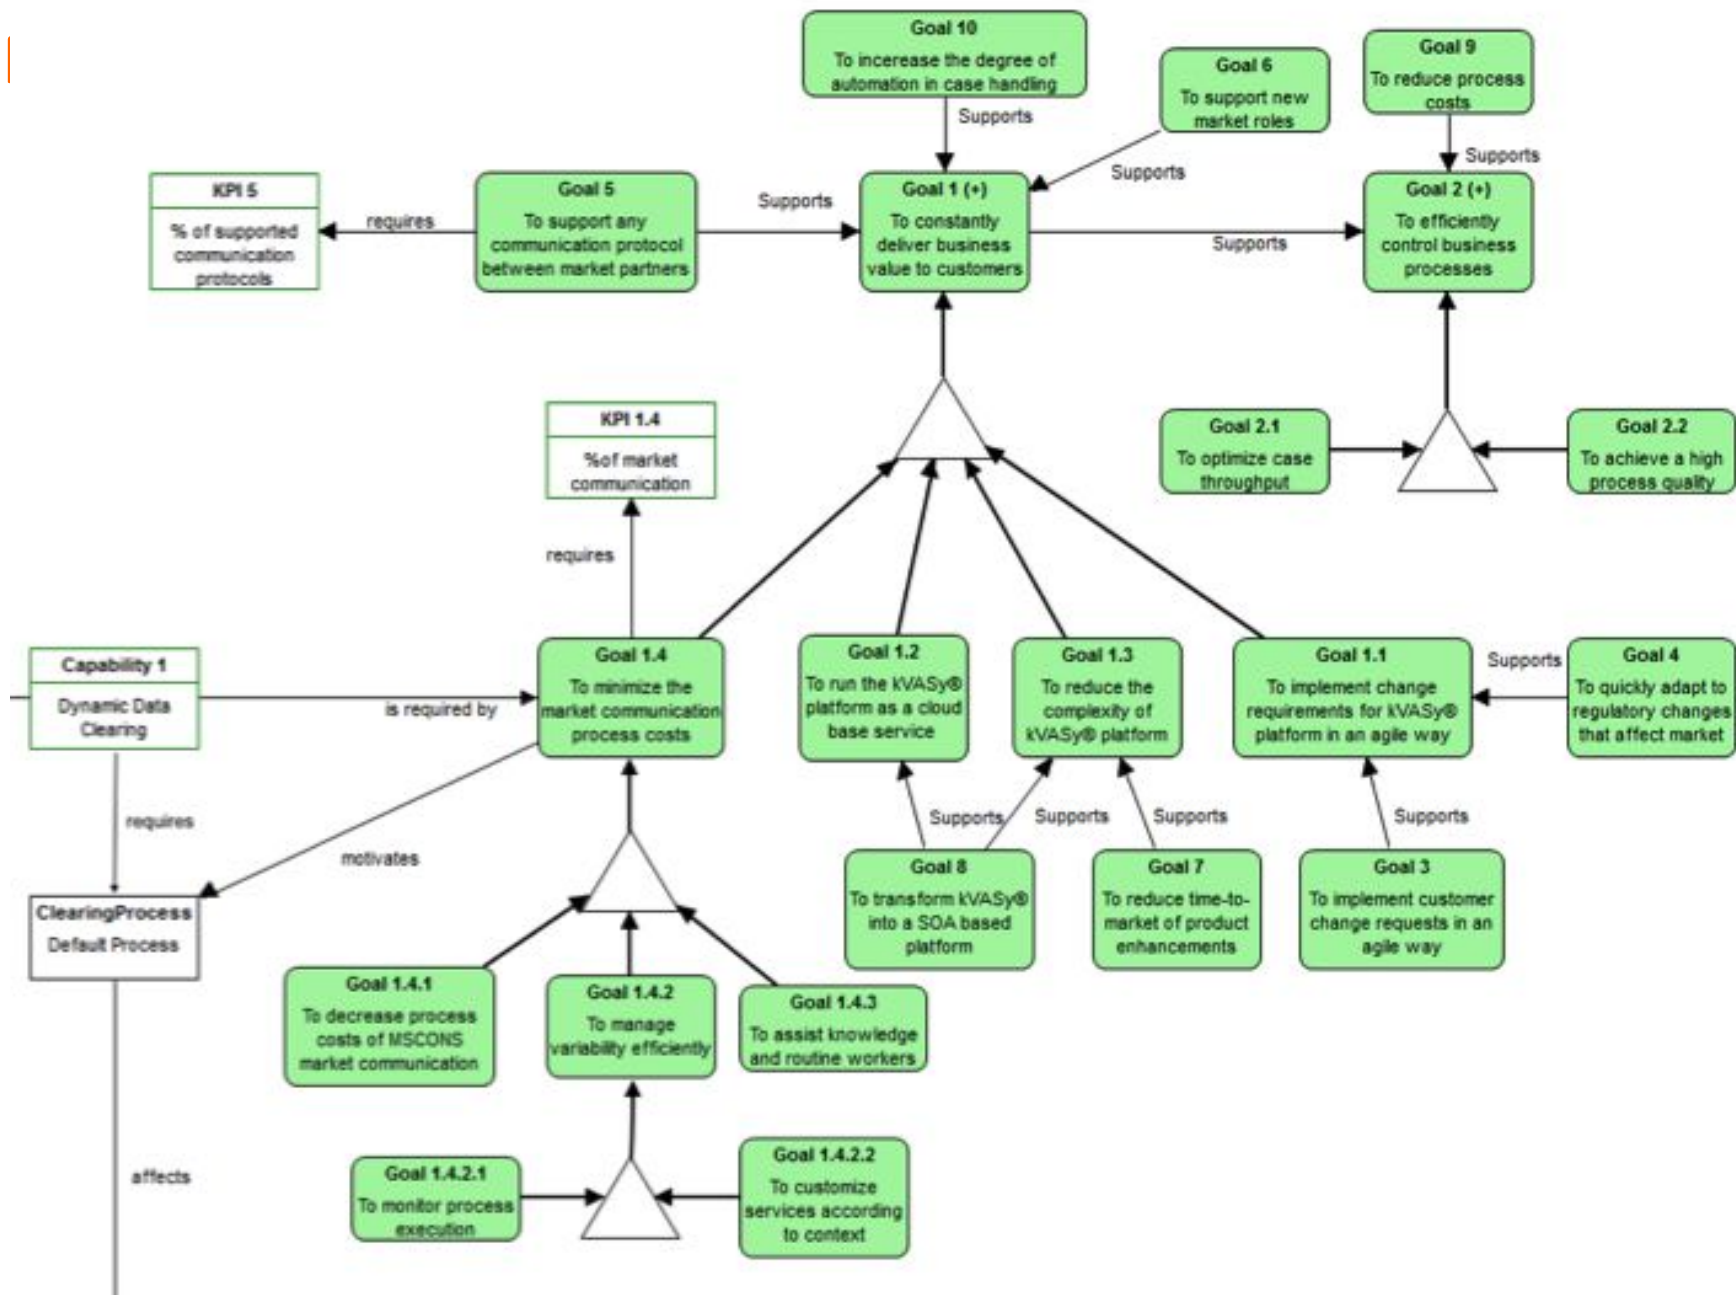 Goal 10
To incerease the degree of
automation in case handling
Goal 6
To support new
market roles
Goal 9
To reduce process
costs
Supports
Supports
Supports
KPI 5
% of supported
communication
protocols
requires
Goal 5
To support any
communication protocol
between market partners
Supports
Goal 1 (+)
To constantly
deliver business
value to customers
Supports
Goal 2 (+)
To efficiently
control business
processes
KPI 1.4
%of market
communication
requires
Goal 2.1
To optimize case
throughput
Goal 2.2
To achieve a high
process quality
Capability 1
Dynamic Data
Clearing
is required by
Goal 1.4
To minimize the
market communication
process costs
Goal 1.2
To run the kVASy®
platform as a cloud
base service
Goal 1.3
To reduce the
complexity of
kVASy® platform
Goal 1.1
To implement change
requirements for kVASy®
platform in an agile way
Supports
Goal 4
To quickly adapt to
regulatory changes
that affect market
requires
motivates
Supports
Supports
Supports
Supports
ClearingProcess
Default Process
Goal 8
To transform kVASy®
into a SOA based
platform
Goal 7
To reduce time-to-
market of product
enhancements
Goal 3
To implement customer
change requests in an
agile way
Goal 1.4.1
To decrease process
costs of MSCONS
market communication
Goal 1.4.2
To manage
variability efficiently
Goal 1.4.3
To assist knowledge
and routine workers
affects
Goal 1.4.2.1
To monitor process
execution
Goal 1.4.2.2
To customize
services according
to context